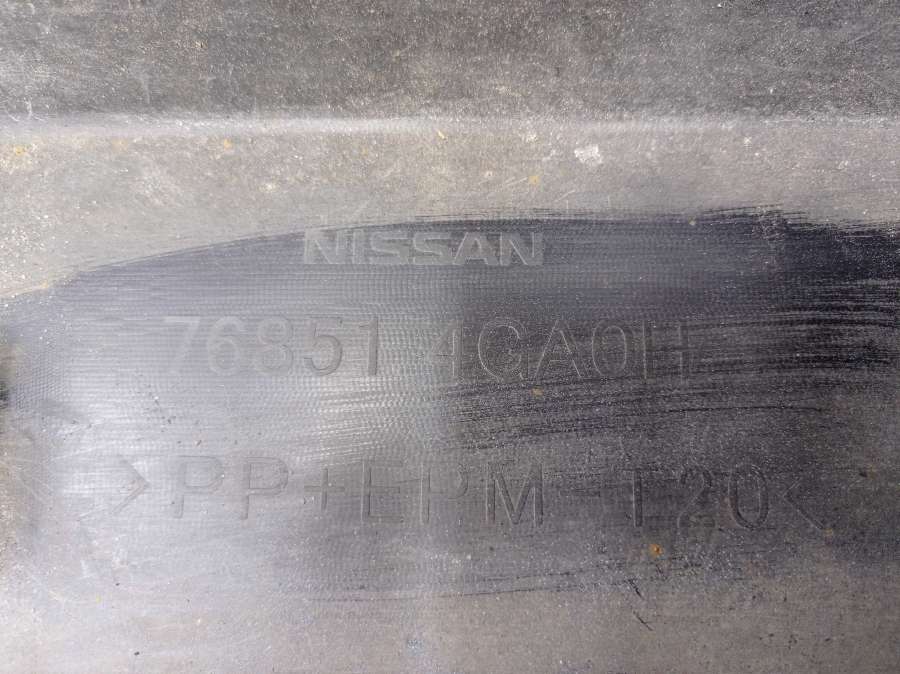 NISSAN
76851 4GA0H
>PP+EPM-T20<